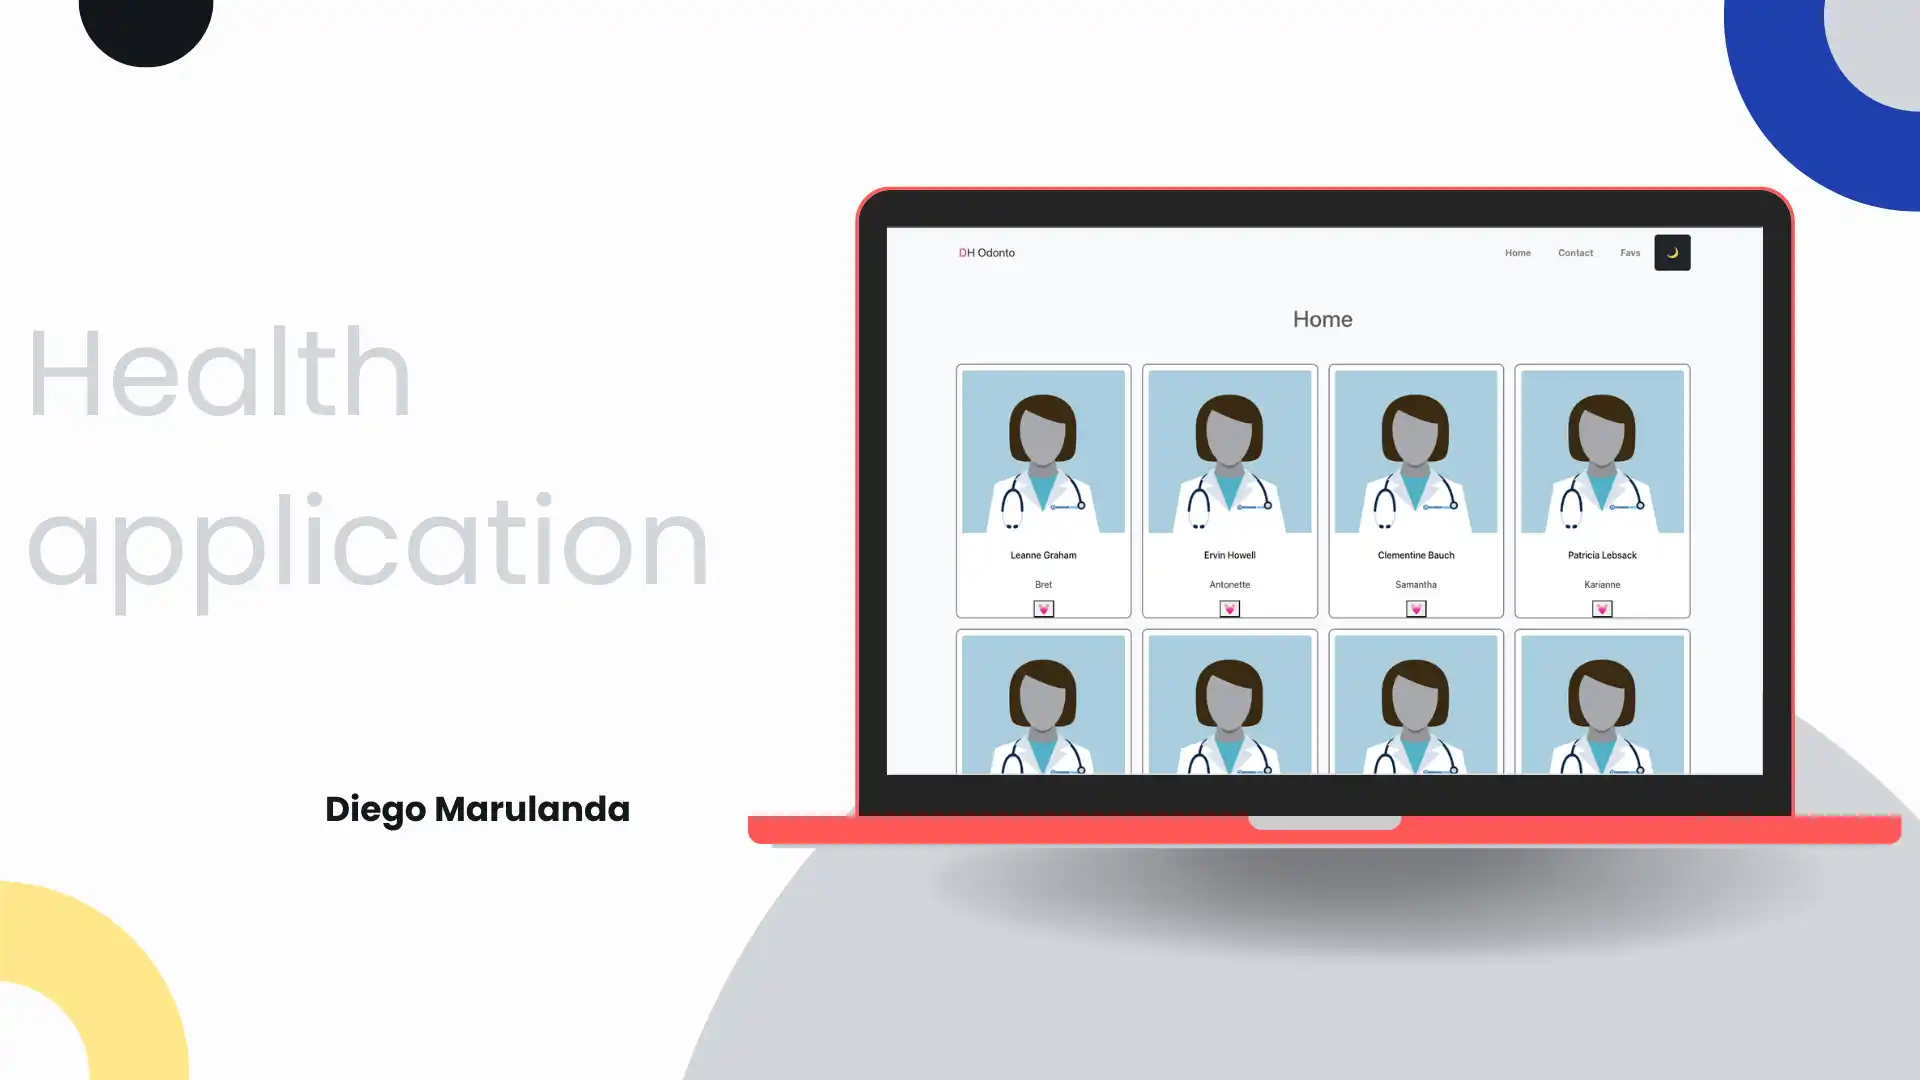 Health
application
Diego Marulanda
DH Odonto
Home Contact Favs
Home
Leanne Graham
Bret
Ervin Howell
Antonette
Clementine Bauch
Samantha
Patricia Lebsack
Karianne